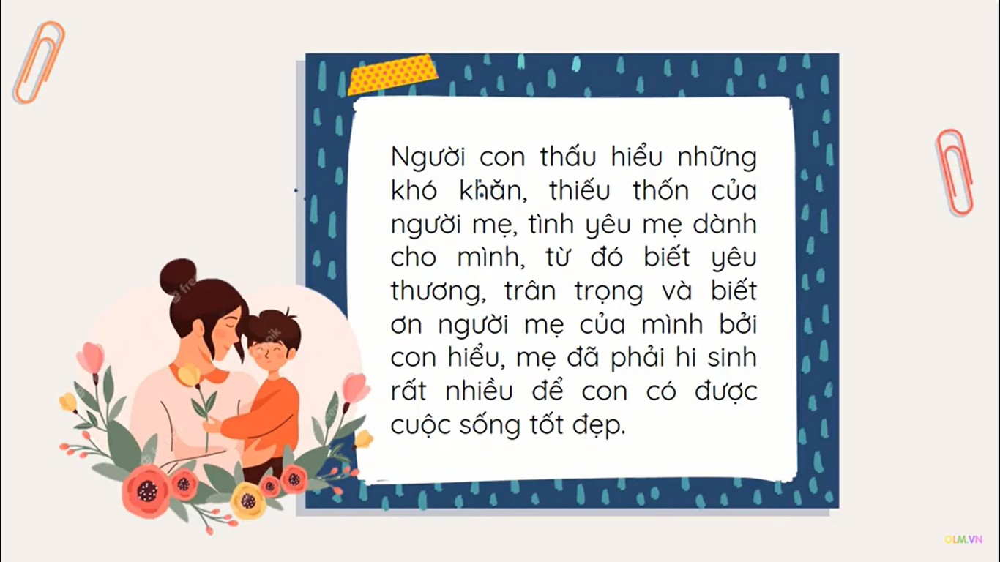 Người con thấu hiểu những
khó khăn, thiếu thốn của
người mẹ, tình yêu mẹ dành
cho mình, từ đó biết yêu
thương, trân trọng và biết
ơn người mẹ của mình bởi
con hiểu, mẹ đã phải hi sinh
rất nhiều để con có được
cuộc sống tốt đẹp.
OLM.VN